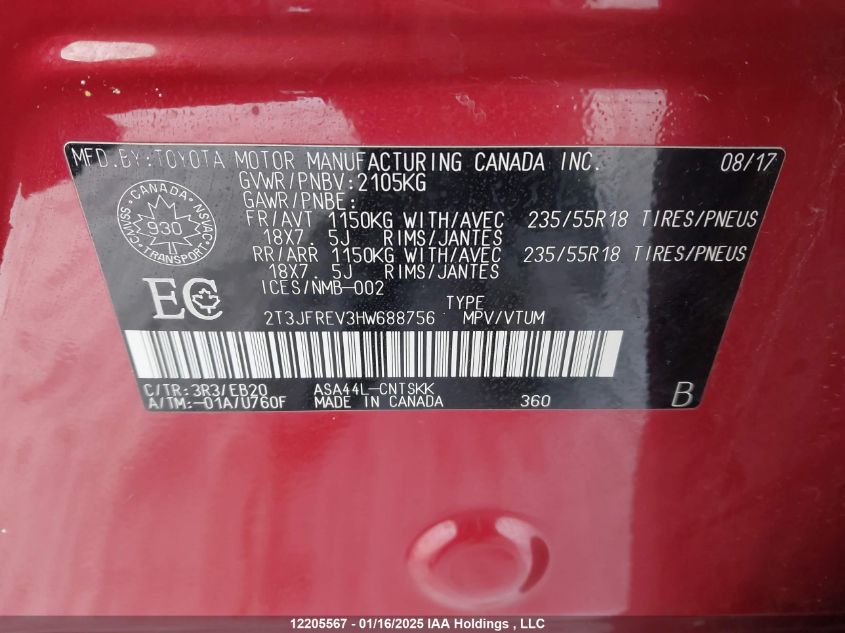 MFD.BY:TOYOTA MOTOR MANUFACTURING CANADA INC. 08/17
GVWR/PNBV:2105KG
GAWR/PNBE:
FR/AVT 1150KG WITH/AVEC 235/55R18 TIRES/PNEUS
18X7.5J RIMS/JANTES
RR/ARR 1150KG WITH/AVEC 235/55R18 TIRES/PNEUS
18X7.5J RIMS/JANTES
ICES/NMB-002
TYPE
2T3JFREV3HW688756 MPV/VTUM
CANADA
CMVSS 930 NSVAC
TRANSPORT
EC
C/TR:3R3/EB20 ASA44L-CNTSKK
A/TM:-01A/U760F MADE IN CANADA 360 B
12205567 - 01/16/2025 IAA Holdings , LLC